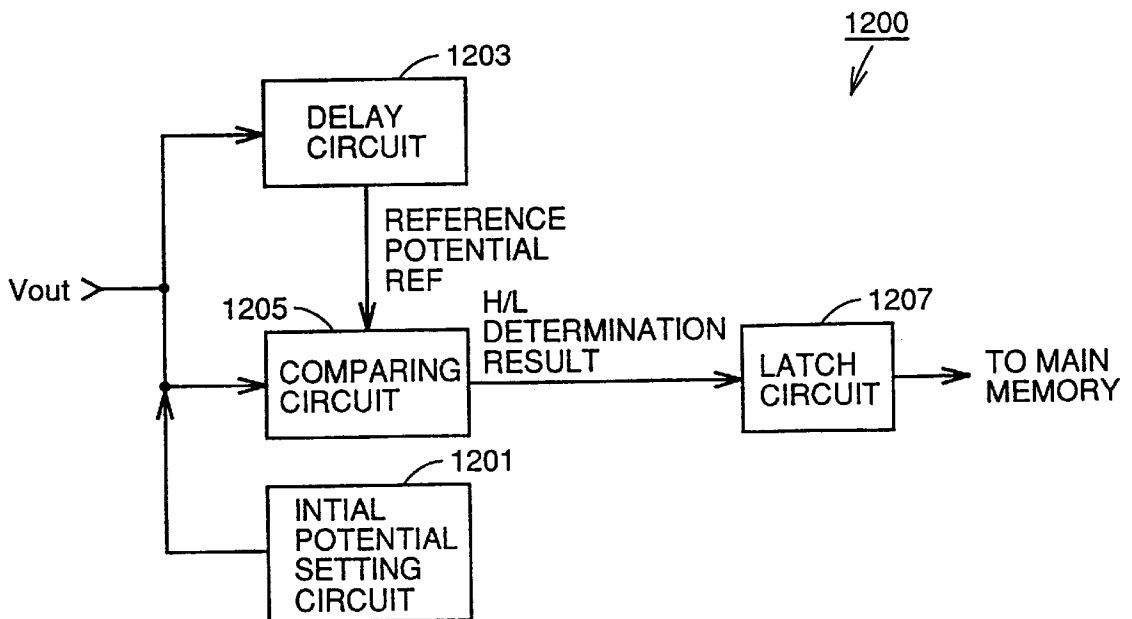 1200
1203
DELAY
CIRCUIT
REFERENCE
POTENTIAL
REF
Vout
1205
COMPARING
CIRCUIT
H/L
DETERMINATION
RESULT
1207
LATCH
CIRCUIT
TO MAIN
MEMORY
1201
INTIAL
POTENTIAL
SETTING
CIRCUIT